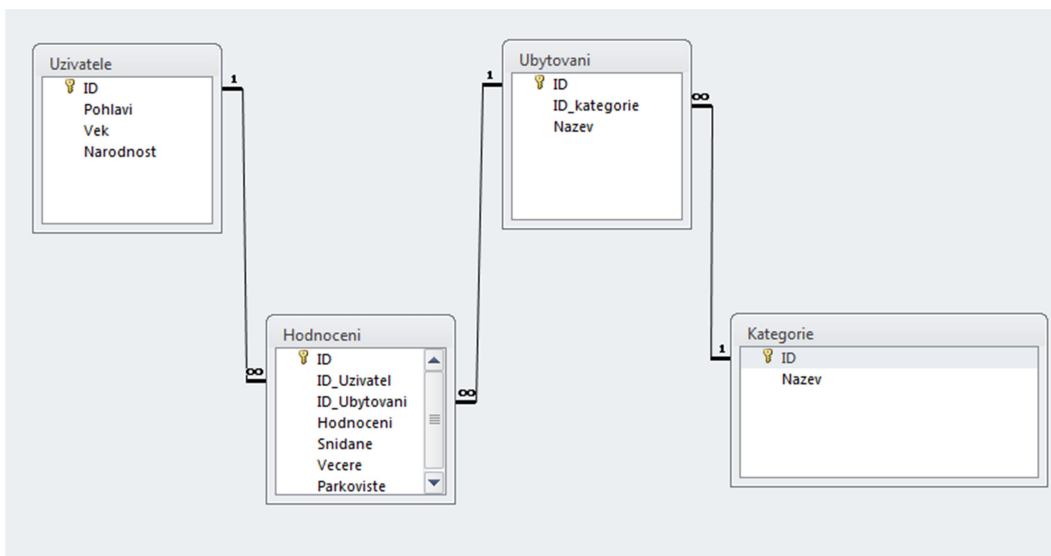 Uzivatele
ID
Pohlavi
Vek
Narodnost
1
∞
Ubytovani
ID
ID_kategorie
Nazev
1
∞
Hodnoceni
ID
ID_Uzivatel
ID_Ubytovani
Hodnoceni
Snidane
Vecere
Parkoviste
∞
1
Kategorie
ID
Nazev